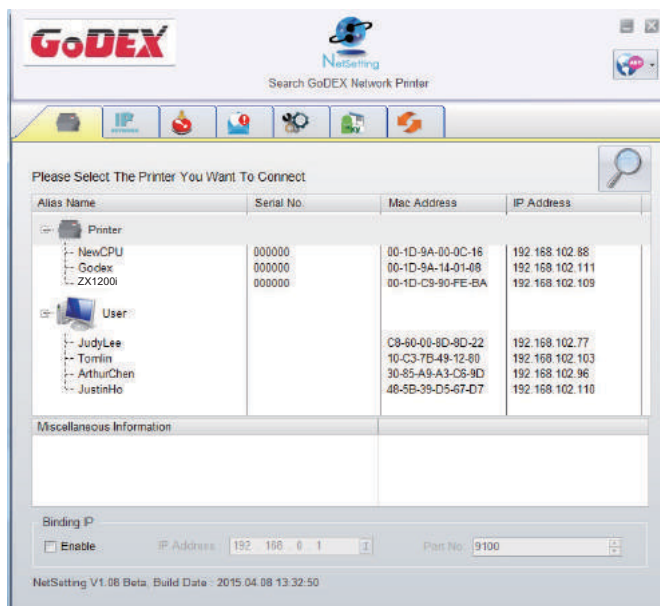 GODEX
NetSetting
Search GoDEX Network Printer
IP
Please Select The Printer You Want To Connect
Alias Name Serial No. Mac Address IP Address
Printer
NewCPU 000000 00-1D-9A-00-0C-16 192.168.102.88
Godex 000000 00-1D-9A-14-01-08 192.168.102.111
ZX1200i 000000 00-1D-C9-90-FE-BA 192.168.102.109
User
JudyLee C8-60-00-8D-8D-22 192.168.102.77
Tomlin 10-C3-7B-49-12-80 192.168.102.103
ArthurChen 30-85-A9-A3-C6-9D 192.168.102.96
JustinHo 48-5B-39-D5-67-D7 192.168.102.110
Miscellaneous Information
Binding IP
Enable IP Address : 192 . 168 . 0 . 1 Port No : 9100
NetSetting V1.08 Beta, Build Date : 2015.04.08 13:32:50